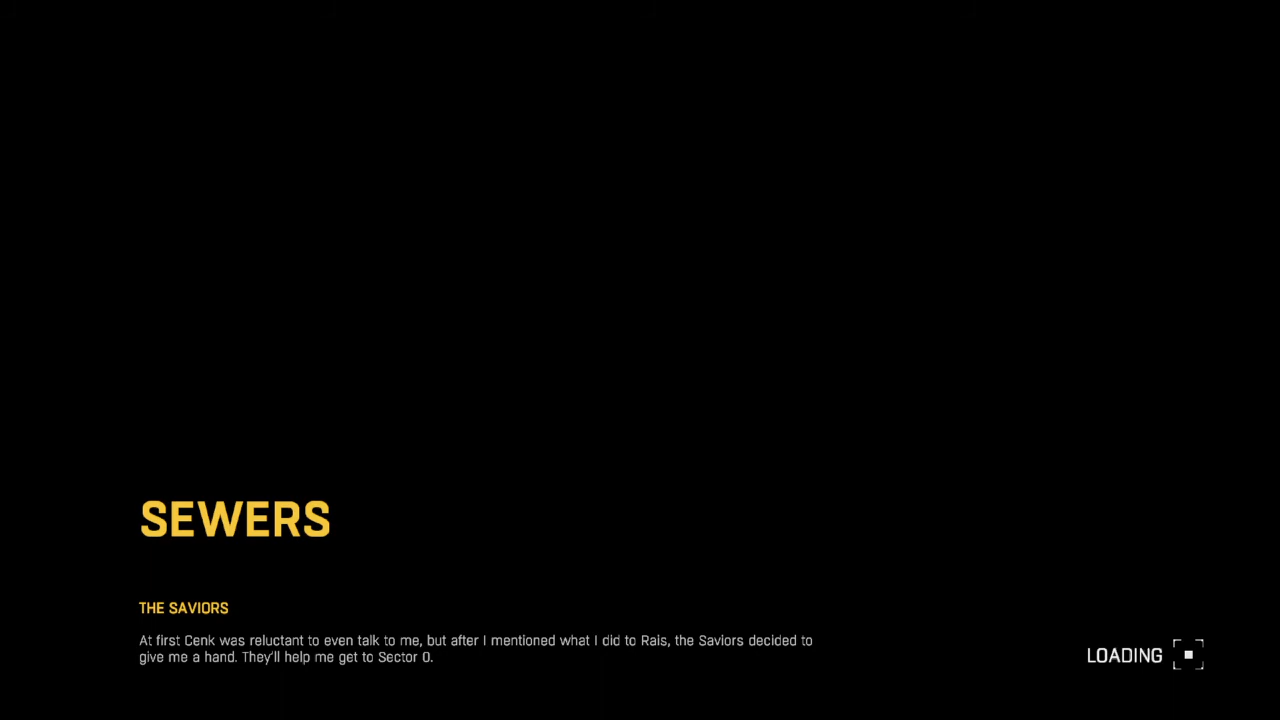 SEWERS
THE SAVIORS
At first Cenk was reluctant to even talk to me, but after I mentioned what I did to Rais, the Saviors decided to
give me a hand. They'll help me get to Sector 0.
LOADING